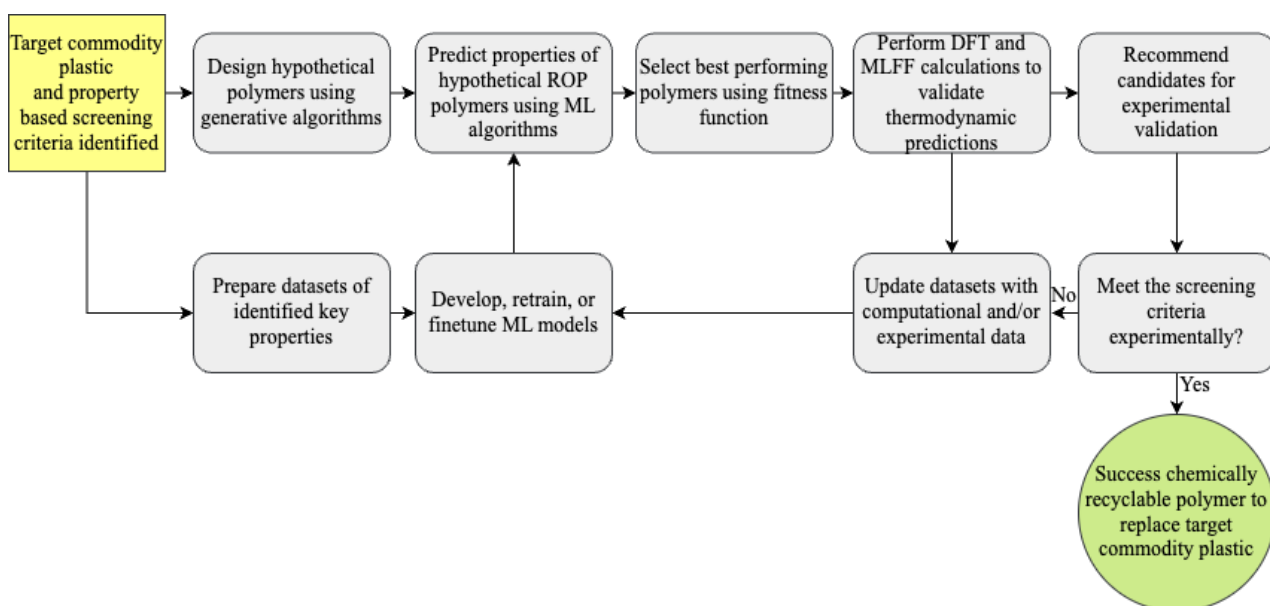 Target commodity
plastic
and property
based screening
criteria identified
Design hypothetical
polymers using
generative algorithms
Predict properties of
hypothetical ROP
polymers using ML
algorithms
Select best performing
polymers using fitness
function
Perform DFT and
MLFF calculations to
validate
thermodynamic
predictions
Recommend
candidates for
experimental
validation
Prepare datasets of
identified key
properties
Develop, retrain, or
finetune ML models
Update datasets with
computational and/or
experimental data
No
Meet the screening
criteria
experimentally?
Yes
Success chemically
recyclable polymer to
replace target
commodity plastic